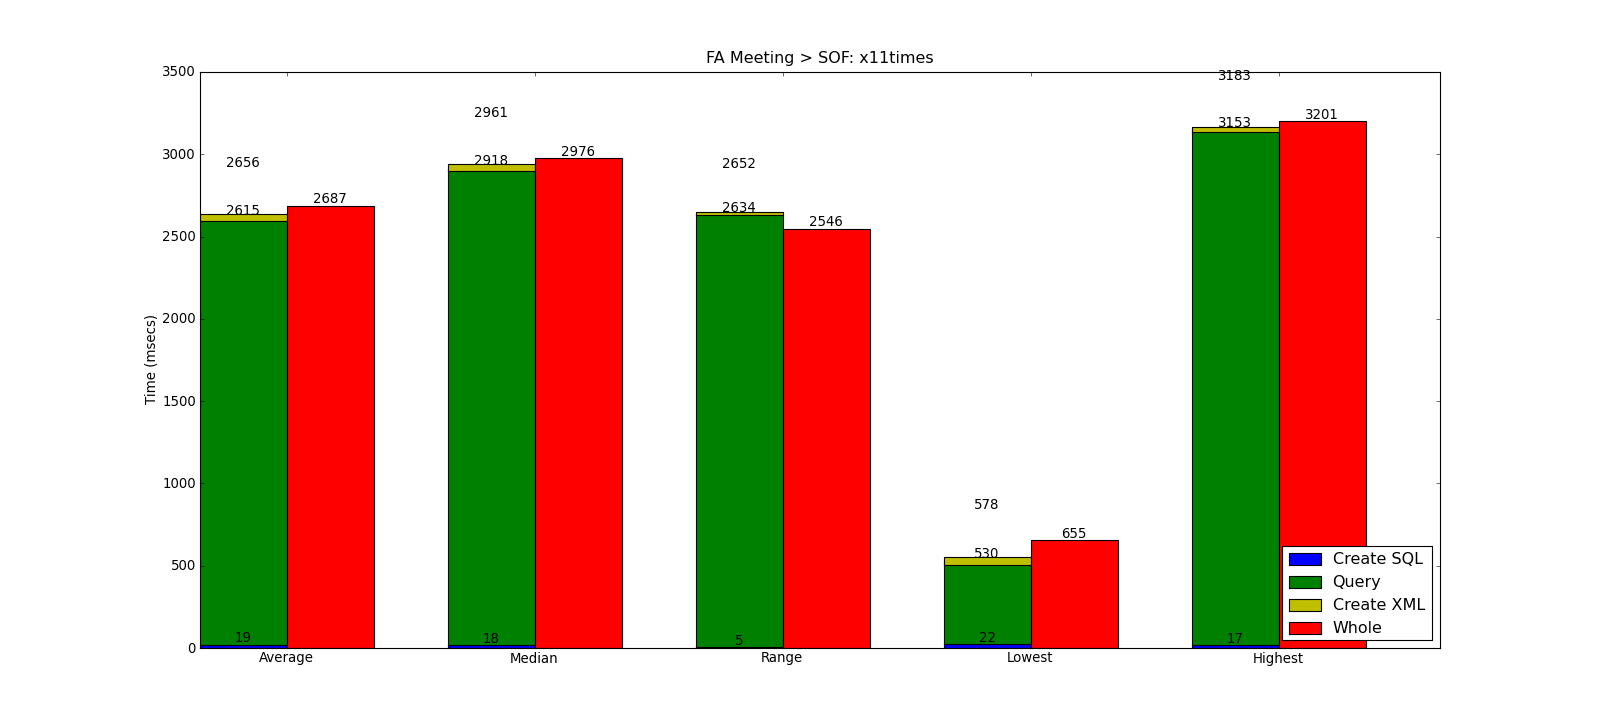 FA Meeting > SOF: x11times
3500
3000
2500
2000
1500
1000
500
0
Time (msecs)
2656
2615
19
2687
2961
2918
18
2976
2652
2634
5
2546
578
530
22
655
3183
3153
17
3201
Average
Median
Range
Lowest
Highest
Create SQL
Query
Create XML
Whole